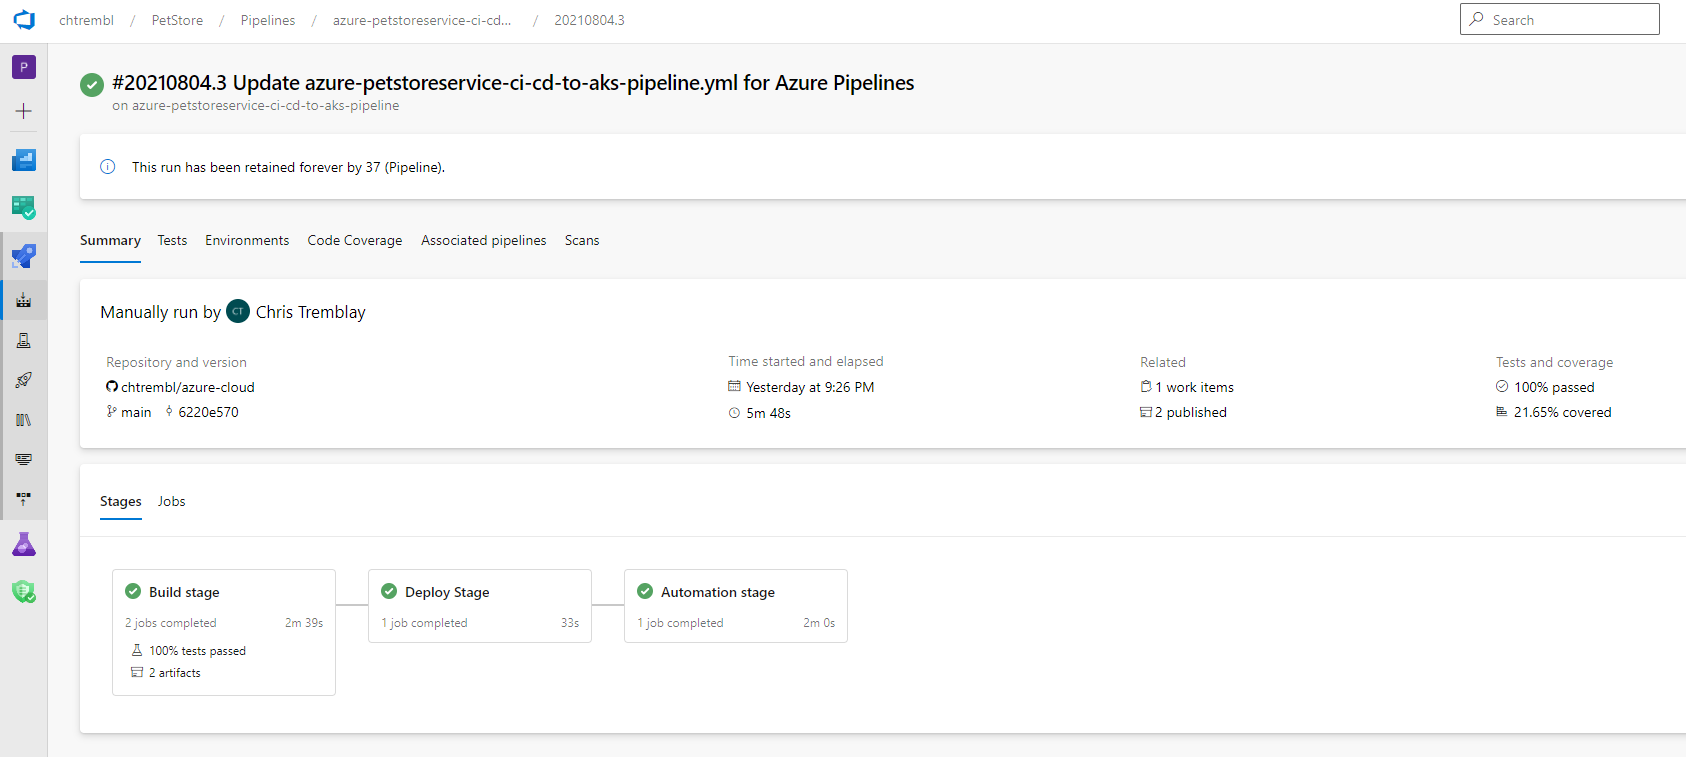 chtrembl / PetStore / Pipelines / azure-petstoreservice-ci-cd... / 20210804.3
Search
P
#20210804.3 Update azure-petstoreservice-ci-cd-to-aks-pipeline.yml for Azure Pipelines
on azure-petstoreservice-ci-cd-to-aks-pipeline
This run has been retained forever by 37 (Pipeline).
Summary Tests Environments Code Coverage Associated pipelines Scans
Manually run by CT Chris Tremblay
Repository and version
chtrembl/azure-cloud
main 6220e570
Time started and elapsed
Yesterday at 9:26 PM
5m 48s
Related
1 work items
2 published
Tests and coverage
100% passed
21.65% covered
Stages Jobs
Build stage
2 jobs completed 2m 39s
100% tests passed
2 artifacts
Deploy Stage
1 job completed 33s
Automation stage
1 job completed 2m 0s